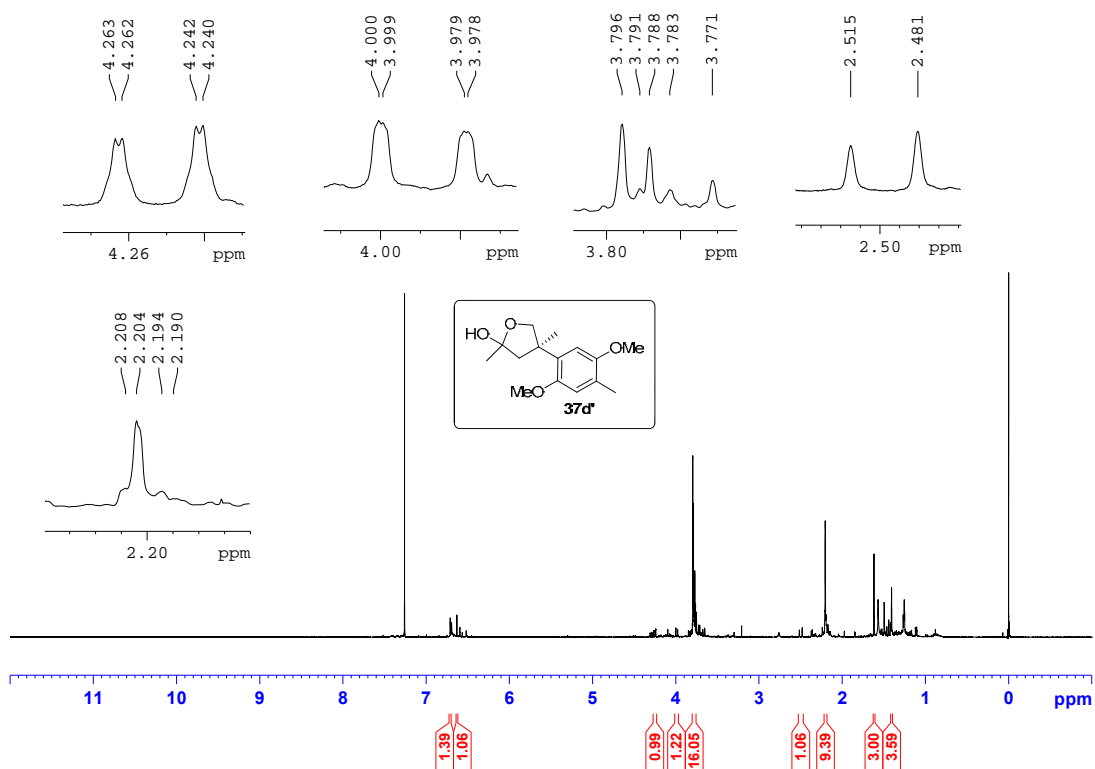 4.263
4.262
4.242
4.240
4.000
3.999
3.979
3.978
3.796
3.791
3.788
3.783
3.771
2.515
2.481
4.26 ppm
4.00 ppm
3.80 ppm
2.50 ppm
2.208
2.204
2.194
2.190
2.20 ppm
HO
O
OMe
MeO
37d'
11 10 9 8 7 6 5 4 3 2 1 0 ppm
1.39
1.06
0.99
1.22
16.05
1.06
9.39
3.00
3.59